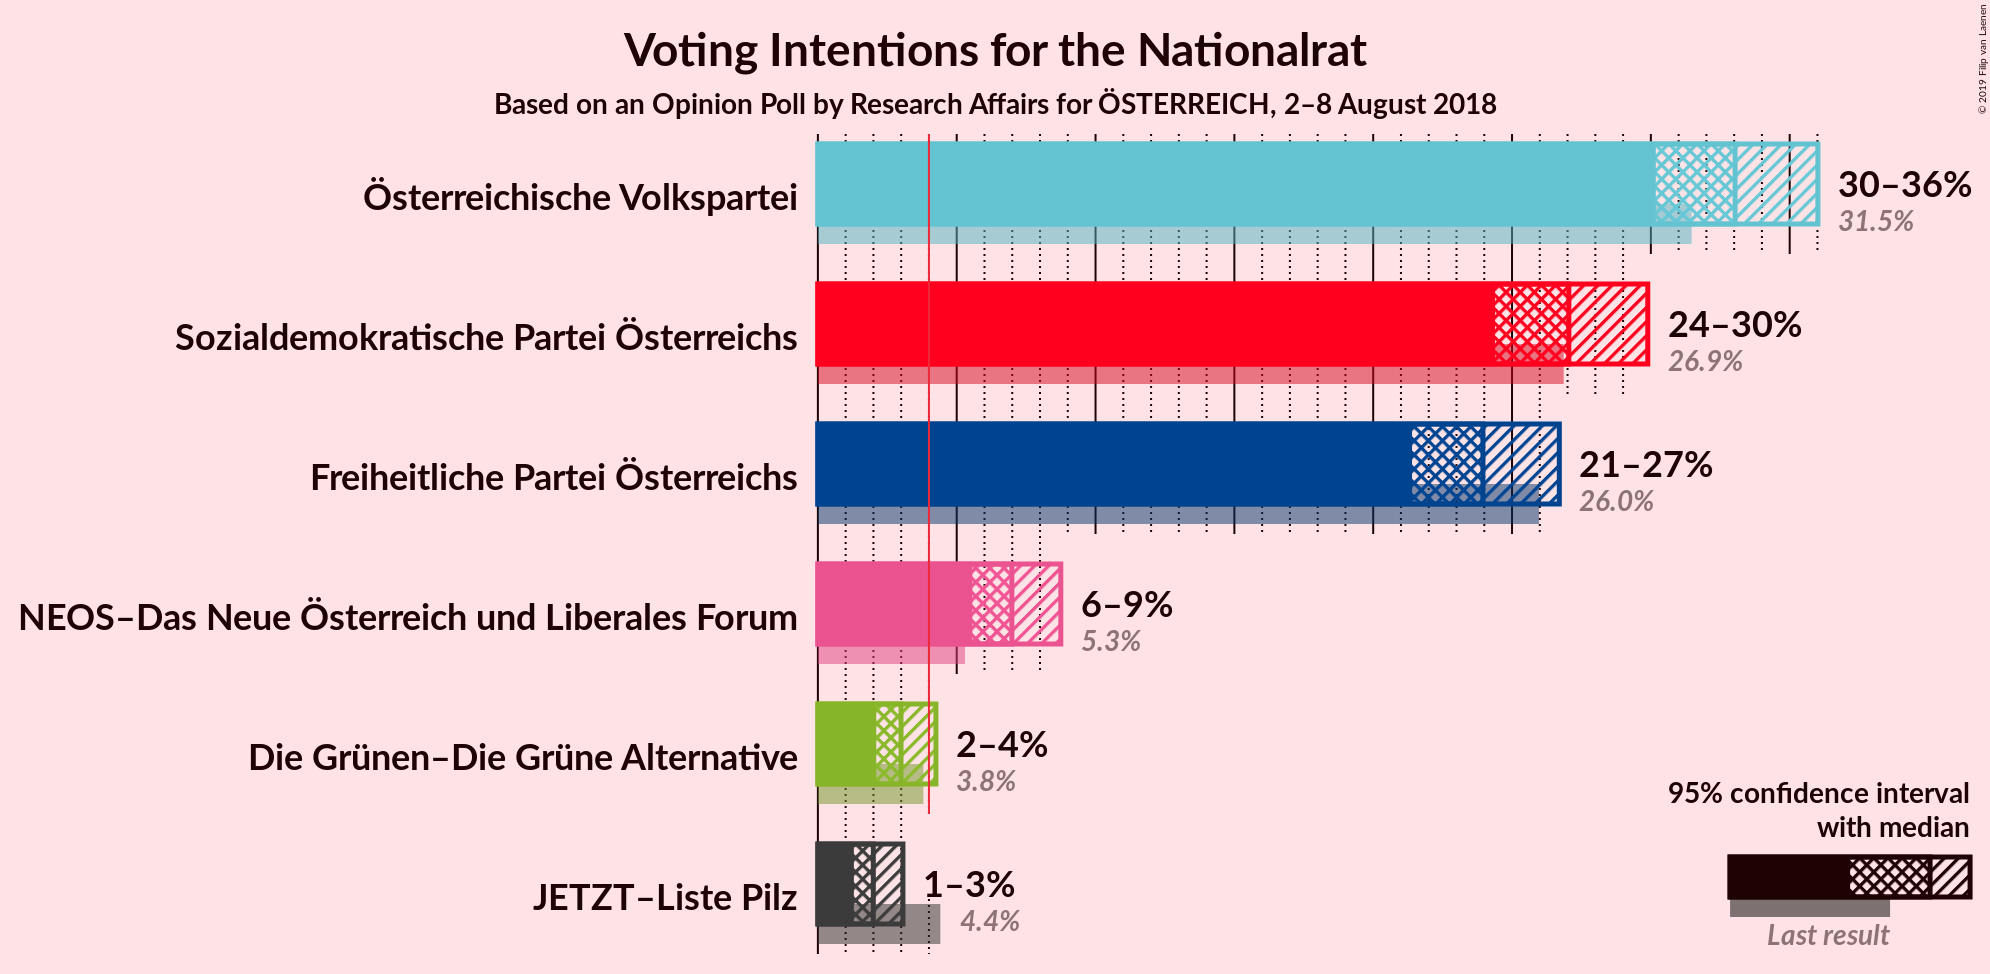 Voting Intentions for the Nationalrat
Based on an Opinion Poll by Research Affairs for ÖSTERREICH, 2–8 August 2018
© 2019 Filip van Laenen
Österreichische Volkspartei
30–36%
31.5%
Sozialdemokratische Partei Österreichs
24–30%
26.9%
Freiheitliche Partei Österreichs
21–27%
26.0%
NEOS–Das Neue Österreich und Liberales Forum
6–9%
5.3%
Die Grünen–Die Grüne Alternative
2–4%
3.8%
JETZT–Liste Pilz
1–3%
4.4%
95% confidence interval
with median
Last result